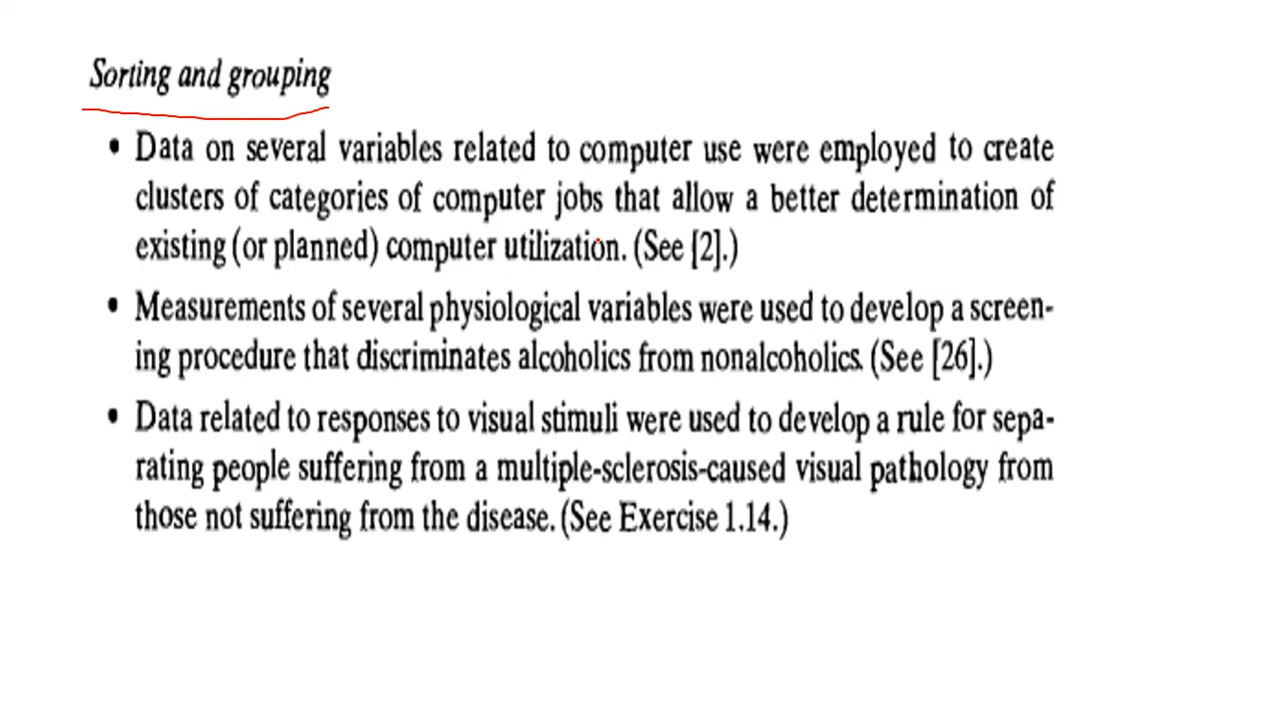 Sorting and grouping
• Data on several variables related to computer use were employed to create
clusters of categories of computer jobs that allow a better determination of
existing (or planned) computer utilization. (See [2].)
• Measurements of several physiological variables were used to develop a screen-
ing procedure that discriminates alcoholics from nonalcoholics. (See [26].)
• Data related to responses to visual stimuli were used to develop a rule for sepa-
rating people suffering from a multiple-sclerosis-caused visual pathology from
those not suffering from the disease. (See Exercise 1.14.)